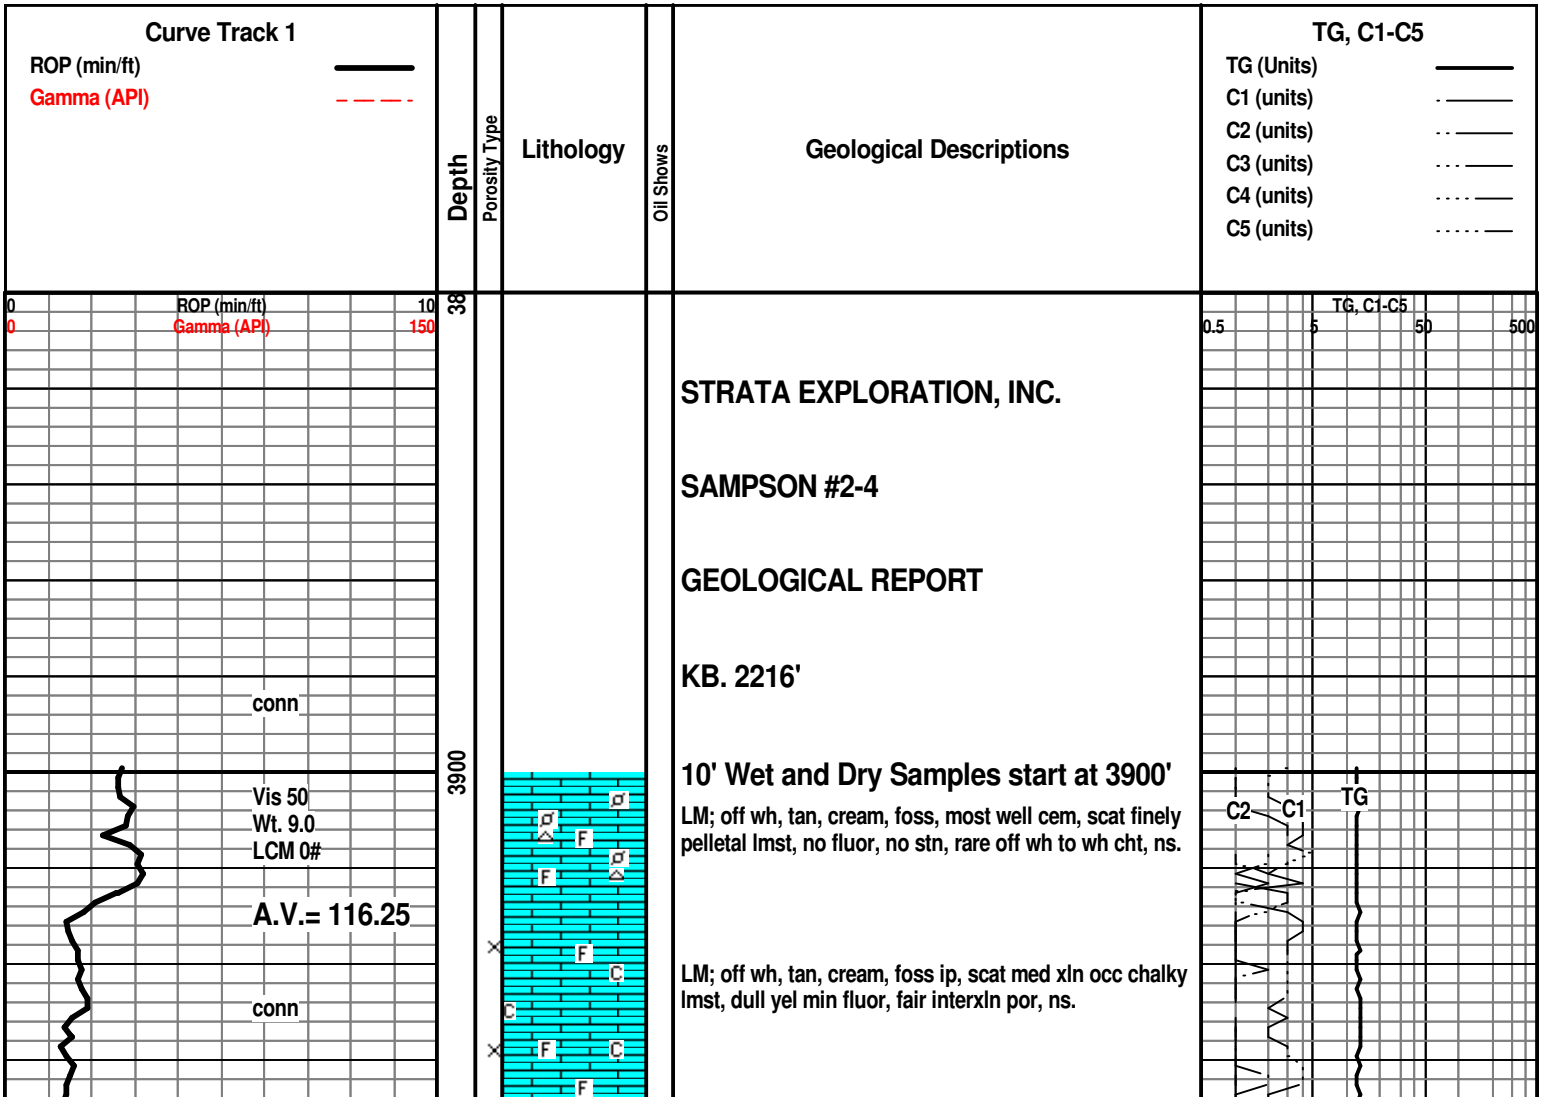 Curve Track 1
ROP (min/ft)
Gamma (API)
Depth
Porosity Type
Lithology
Oil Shows
Geological Descriptions
TG, C1-C5
TG (Units)
C1 (units)
C2 (units)
C3 (units)
C4 (units)
C5 (units)
0 ROP (min/ft) 10
0 Gamma (API) 150
38
TG, C1-C5
0.5 5 50 500
STRATA EXPLORATION, INC.
SAMPSON #2-4
GEOLOGICAL REPORT
KB. 2216'
conn
3900
10' Wet and Dry Samples start at 3900'
Vis 50
Wt. 9.0
LCM 0#
LM; off wh, tan, cream, foss, most well cem, scat finely
pelletal lmst, no fluor, no stn, rare off wh to wh cht, ns.
C2 C1 TG
F
F
A.V.= 116.25
F
C
LM; off wh, tan, cream, foss ip, scat med xln occ chalky
lmst, dull yel min fluor, fair interxln por, ns.
conn
C
F C
F